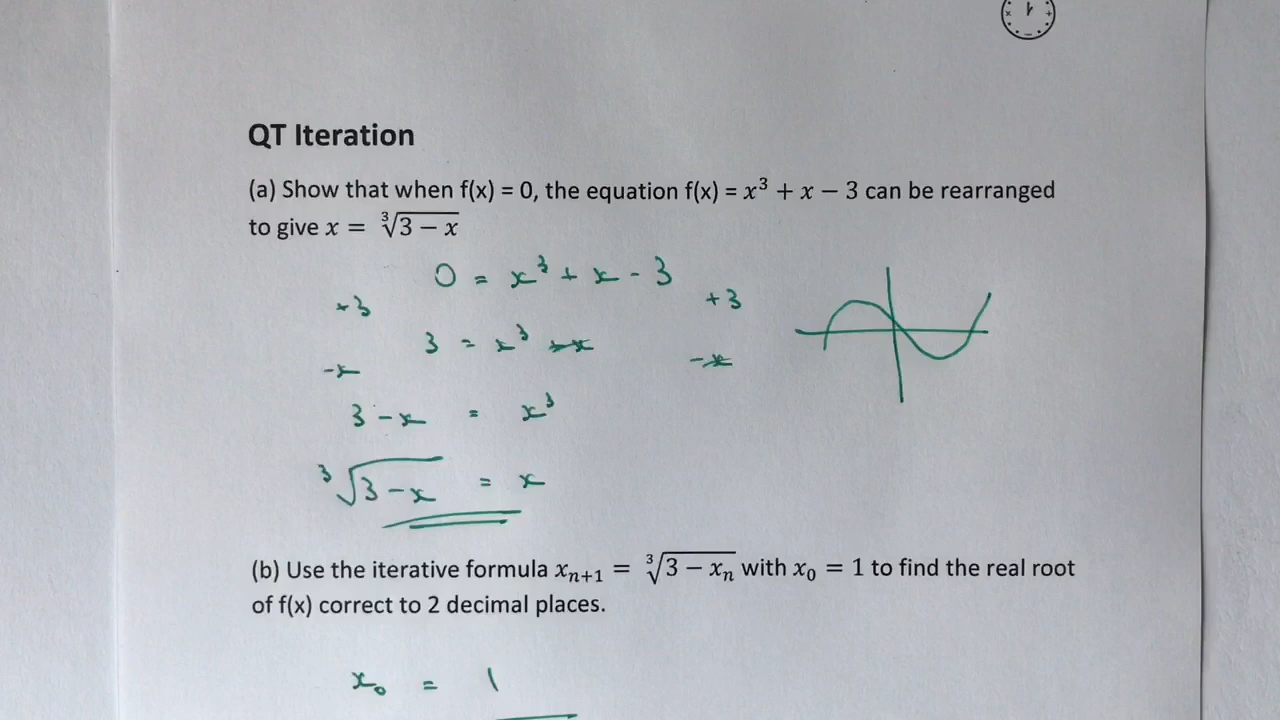 QT Iteration
(a) Show that when f(x) = 0, the equation f(x) = x³ + x − 3 can be rearranged
to give x = ∛(3 − x)
0 = x³ + x - 3
+3 +3
3 = x³ + x
-x -x
3 - x = x³
∛(3 - x) = x
(b) Use the iterative formula xₙ₊₁ = ∛(3 − xₙ) with x₀ = 1 to find the real root
of f(x) correct to 2 decimal places.
x₀ = 1